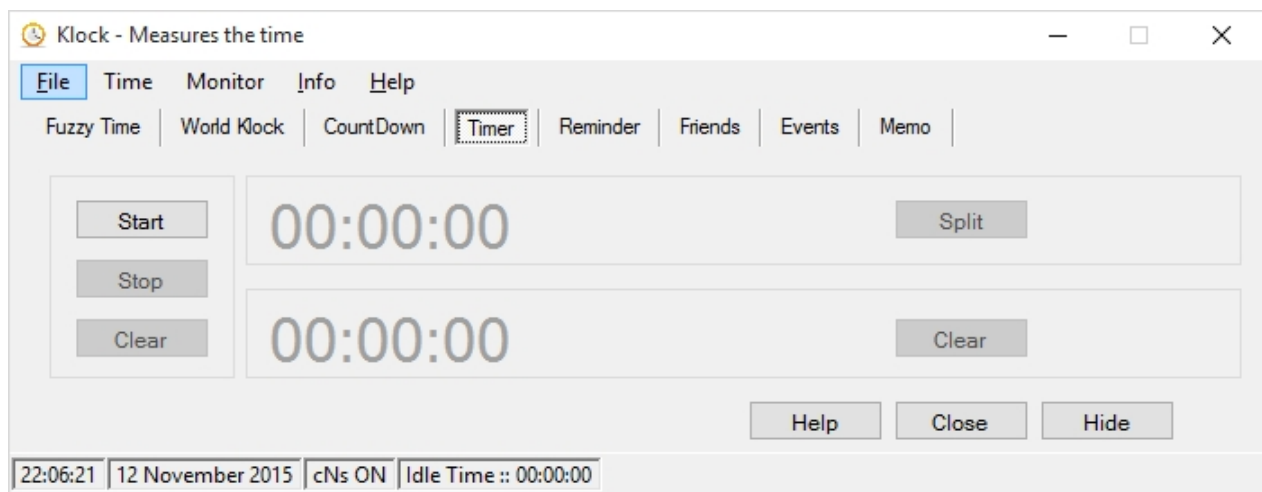 Klock - Measures the time
File Time Monitor Info Help
Fuzzy Time World Klock CountDown Timer Reminder Friends Events Memo
Start 00:00:00 Split
Stop
Clear 00:00:00 Clear
Help Close Hide
22:06:21 12 November 2015 cNs ON Idle Time :: 00:00:00